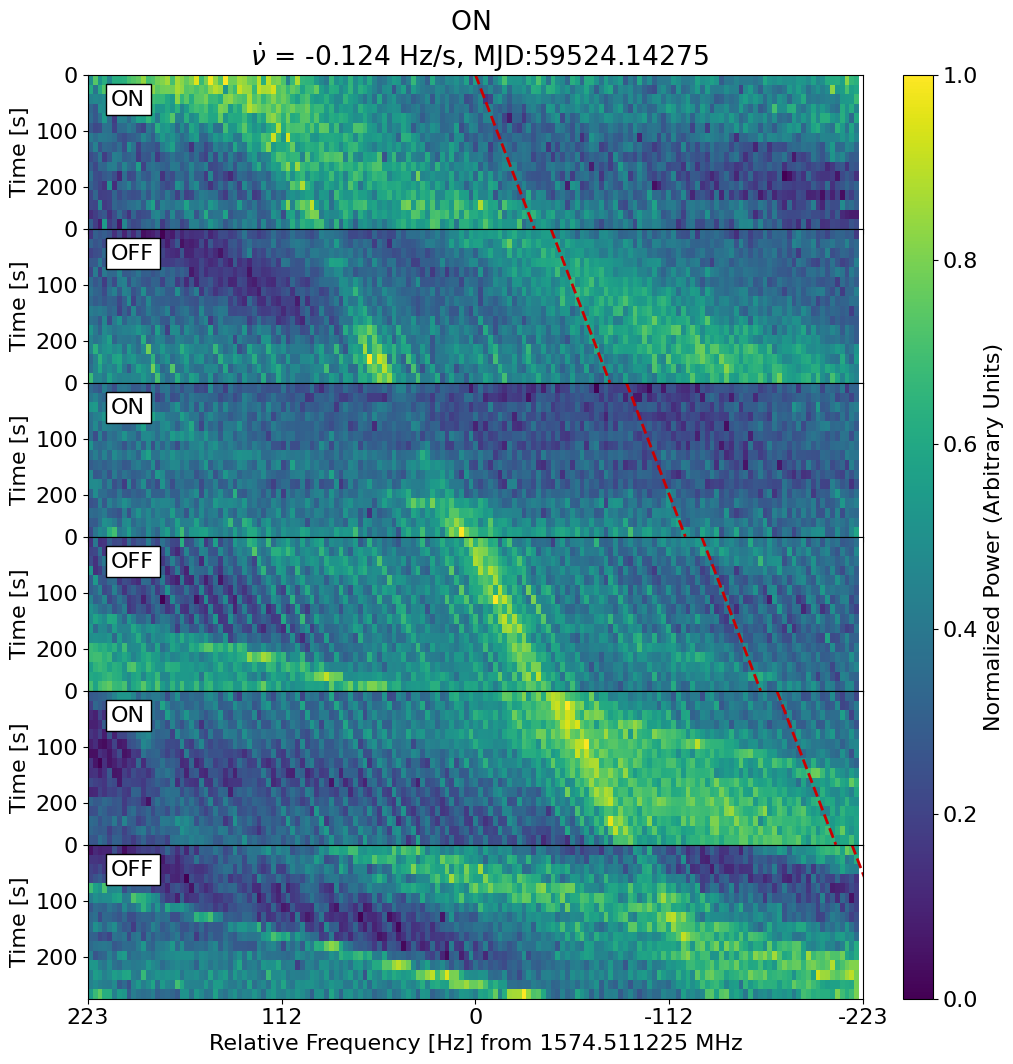 ON
ν̇ = -0.124 Hz/s, MJD:59524.14275
ON
0
100
200
Time [s]
OFF
0
100
200
Time [s]
ON
0
100
200
Time [s]
OFF
0
100
200
Time [s]
ON
0
100
200
Time [s]
OFF
0
100
200
Time [s]
223 112 0 -112 -223
Relative Frequency [Hz] from 1574.511225 MHz
1.0
0.8
0.6
0.4
0.2
0.0
Normalized Power (Arbitrary Units)